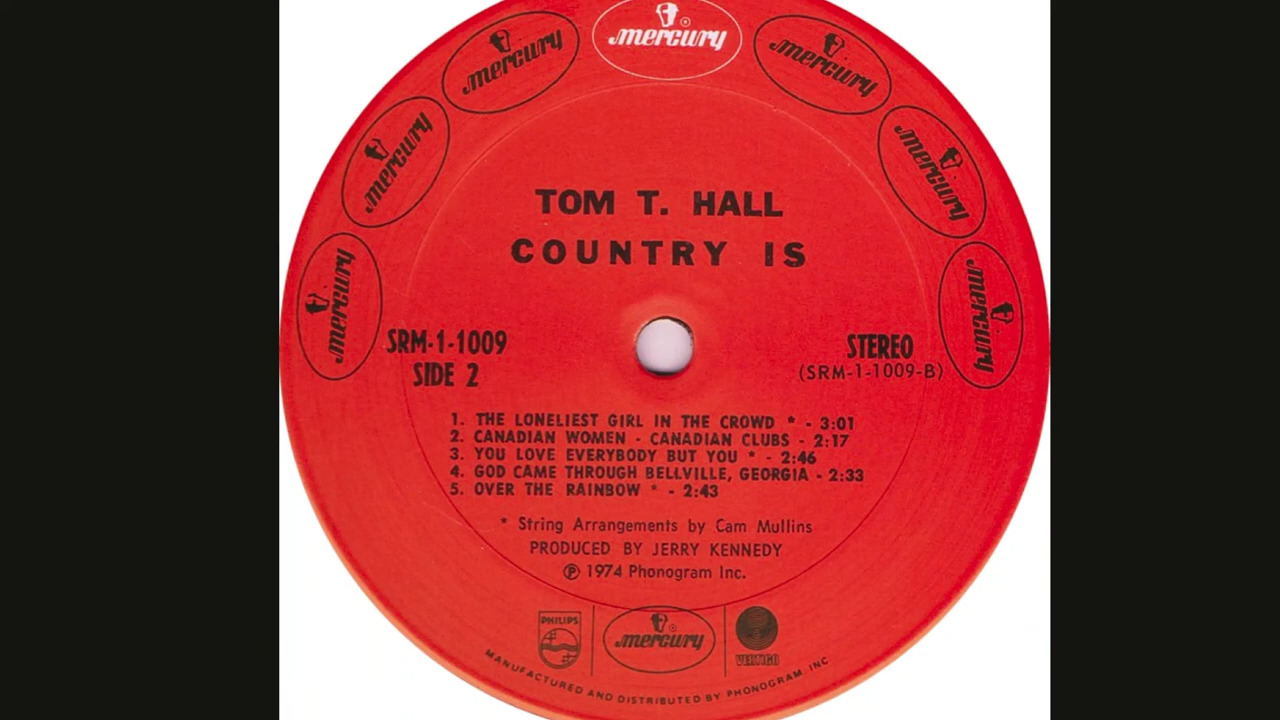 mercury
mercury
mercury
mercury
mercury
mercury
mercury
TOM T. HALL
COUNTRY IS
SRM-1-1009
SIDE 2
STEREO
(SRM-1-1009-B)
1. THE LONELIEST GIRL IN THE CROWD * - 3:01
2. CANADIAN WOMEN - CANADIAN CLUBS - 2:17
3. YOU LOVE EVERYBODY BUT YOU * - 2:46
4. GOD CAME THROUGH BELLVILLE, GEORGIA - 2:33
5. OVER THE RAINBOW * - 2:43
* String Arrangements by Cam Mullins
PRODUCED BY JERRY KENNEDY
℗ 1974 Phonogram Inc.
PHILIPS
mercury
VERTIGO
MANUFACTURED AND DISTRIBUTED BY PHONOGRAM, INC